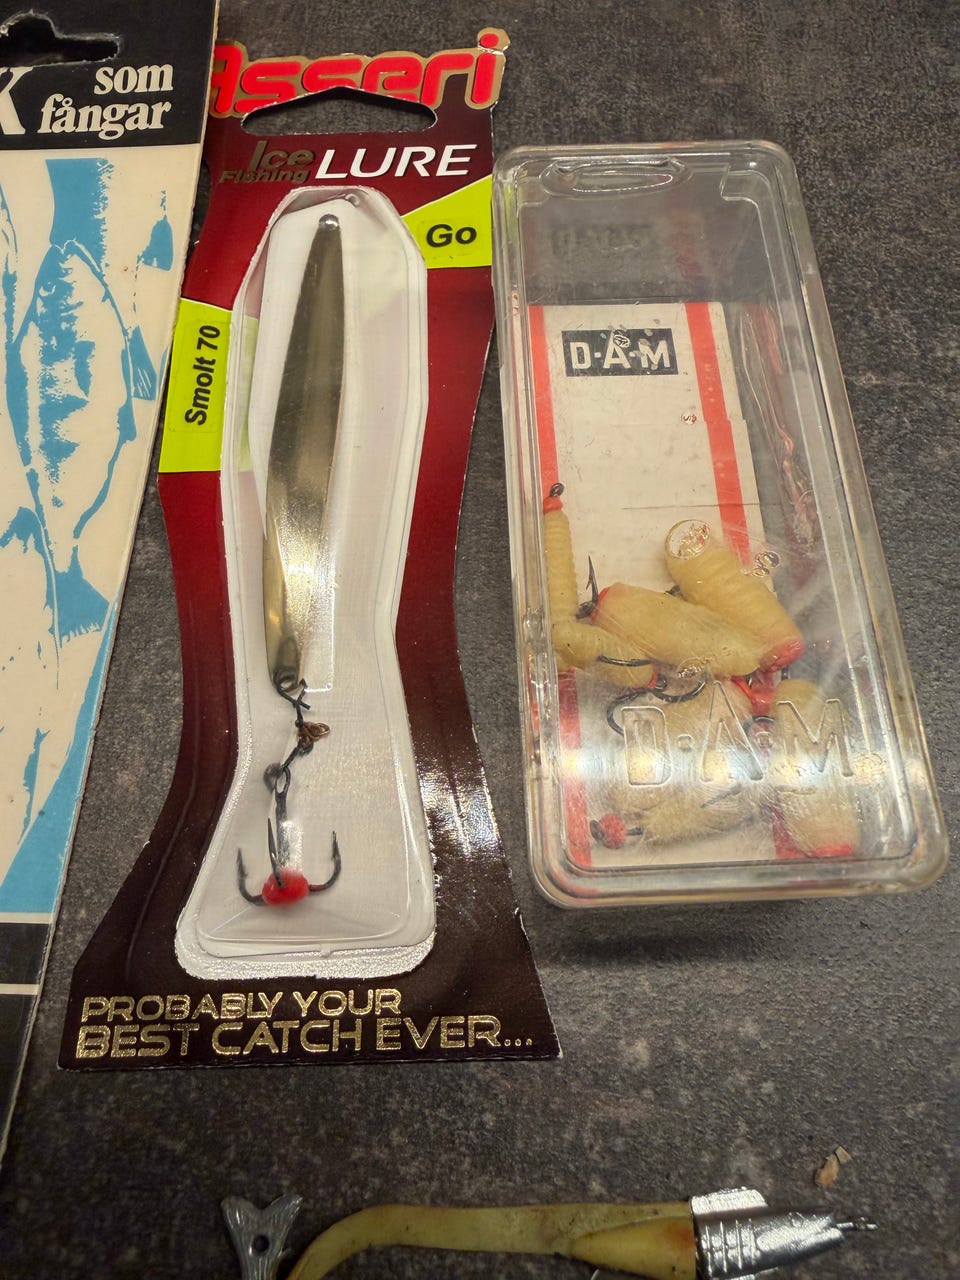 som
fångar
Asseri
Ice
Fishing LURE
Go
Smolt 70
PROBABLY YOUR
BEST CATCH EVER...
D·A·M
D·A·M